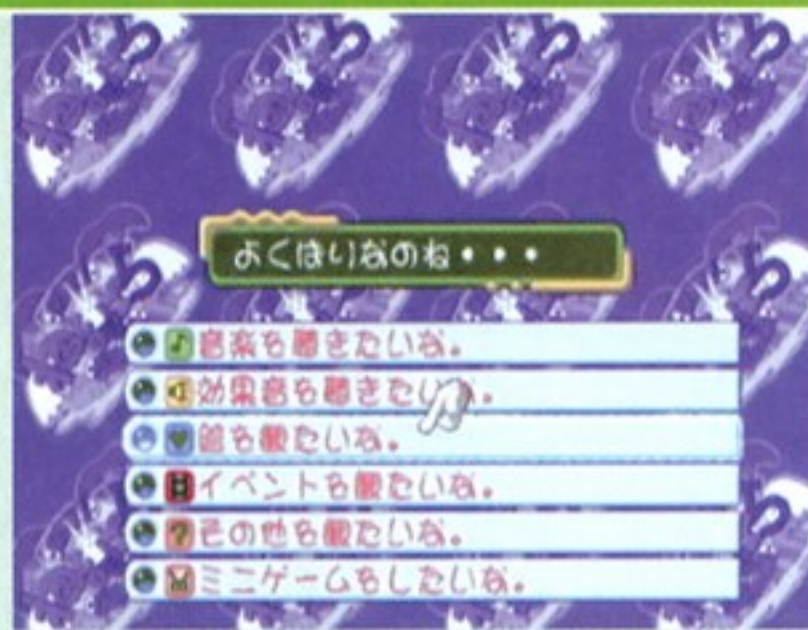 よくはりなのね・・・
音楽を聴きたいな。
効果音を聴きたいな。
絵を観たいな。
イベントを観たいな。
その他を観たいな。
ミニゲームをしたいな。